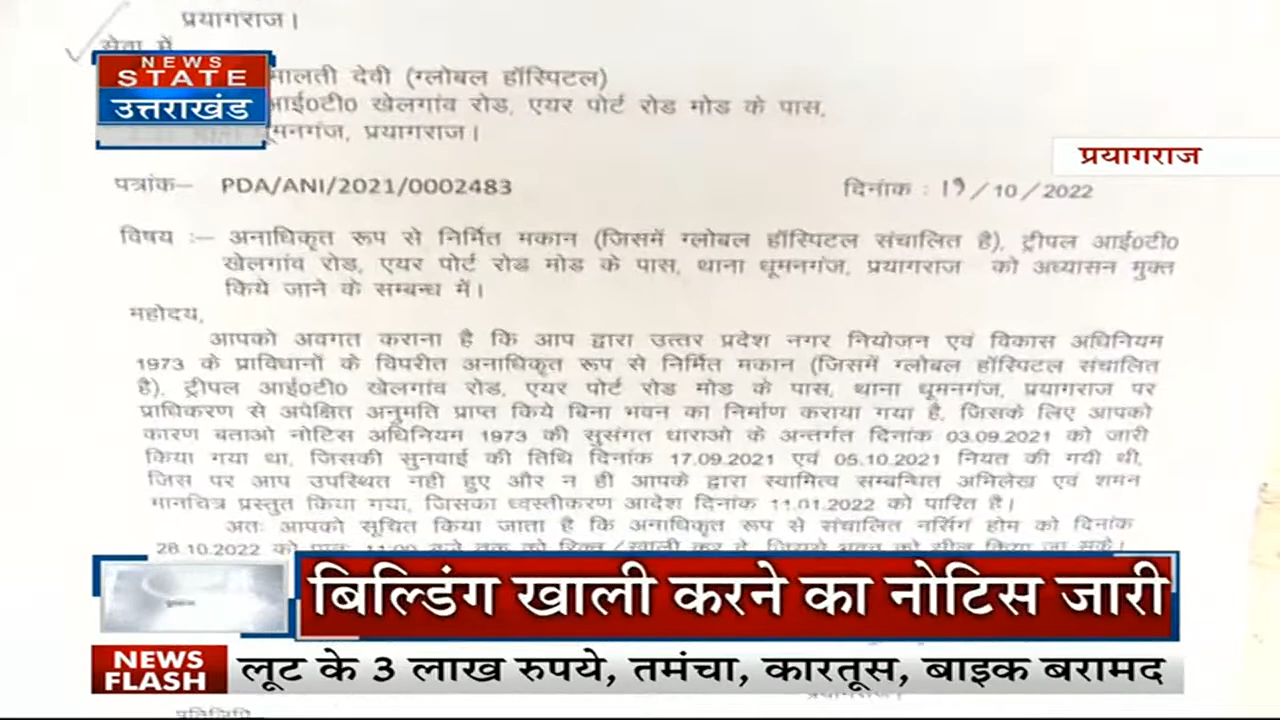 प्रयागराज।
सेवा में
NEWS
STATE
उत्तराखंड
मालती देवी (ग्लोबल हॉस्पिटल)
आई0टी0 खेलगांव रोड, एयर पोर्ट रोड मोड के पास,
धूमनगंज, प्रयागराज।
प्रयागराज
पत्रांक– PDA/ANI/2021/0002483 दिनांक : 19/10/2022
विषय :– अनाधिकृत रूप से निर्मित मकान (जिसमें ग्लोबल हॉस्पिटल संचालित है), ट्रीपल आई0टी0
खेलगांव रोड, एयर पोर्ट रोड मोड के पास, थाना धूमनगंज, प्रयागराज को अध्यासन मुक्त
किये जाने के सम्बन्ध में।
महोदय,
आपको अवगत कराना है कि आप द्वारा उत्तर प्रदेश नगर नियोजन एवं विकास अधिनियम
1973 के प्राविधानों के विपरीत अनाधिकृत रूप से निर्मित मकान (जिसमें ग्लोबल हॉस्पिटल संचालित
है), ट्रीपल आई0टी0 खेलगांव रोड, एयर पोर्ट रोड मोड के पास, थाना धूमनगंज, प्रयागराज पर
प्राधिकरण से अपेक्षित अनुमति प्राप्त किये बिना भवन का निर्माण कराया गया है, जिसके लिए आपको
कारण बताओ नोटिस अधिनियम 1973 की सुसंगत धाराओ के अन्तर्गत दिनांक 03.09.2021 को जारी
किया गया था, जिसकी सुनवाई की तिथि दिनांक 17.09.2021 एवं 05.10.2021 नियत की गयी थी,
जिस पर आप उपस्थित नही हुए और न ही आपके द्वारा स्वामित्व सम्बन्धित अभिलेख एवं शमन
मानचित्र प्रस्तुत किया गया, जिसका ध्वस्तीकरण आदेश दिनांक 11.01.2022 को पारित है।
अतः आपको सूचित किया जाता है कि अनाधिकृत रूप से संचालित नर्सिंग होम को दिनांक
28.10.2022 को
बिल्डिंग खाली करने का नोटिस जारी
NEWS
FLASH
लूट के 3 लाख रुपये, तमंचा, कारतूस, बाइक बरामद